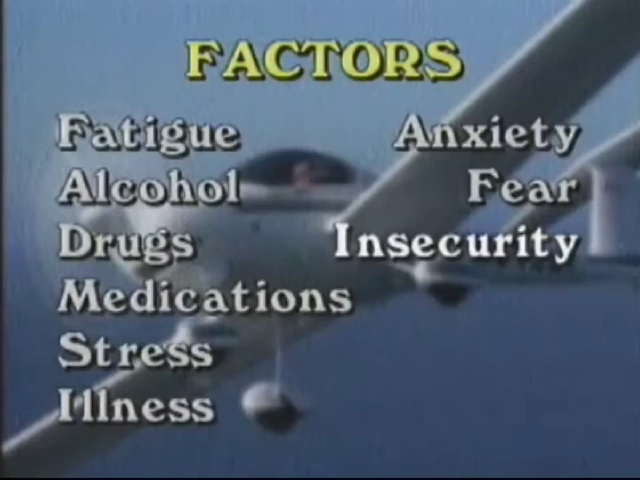 FACTORS
Fatigue
Alcohol
Drugs
Medications
Stress
Illness
Anxiety
Fear
Insecurity